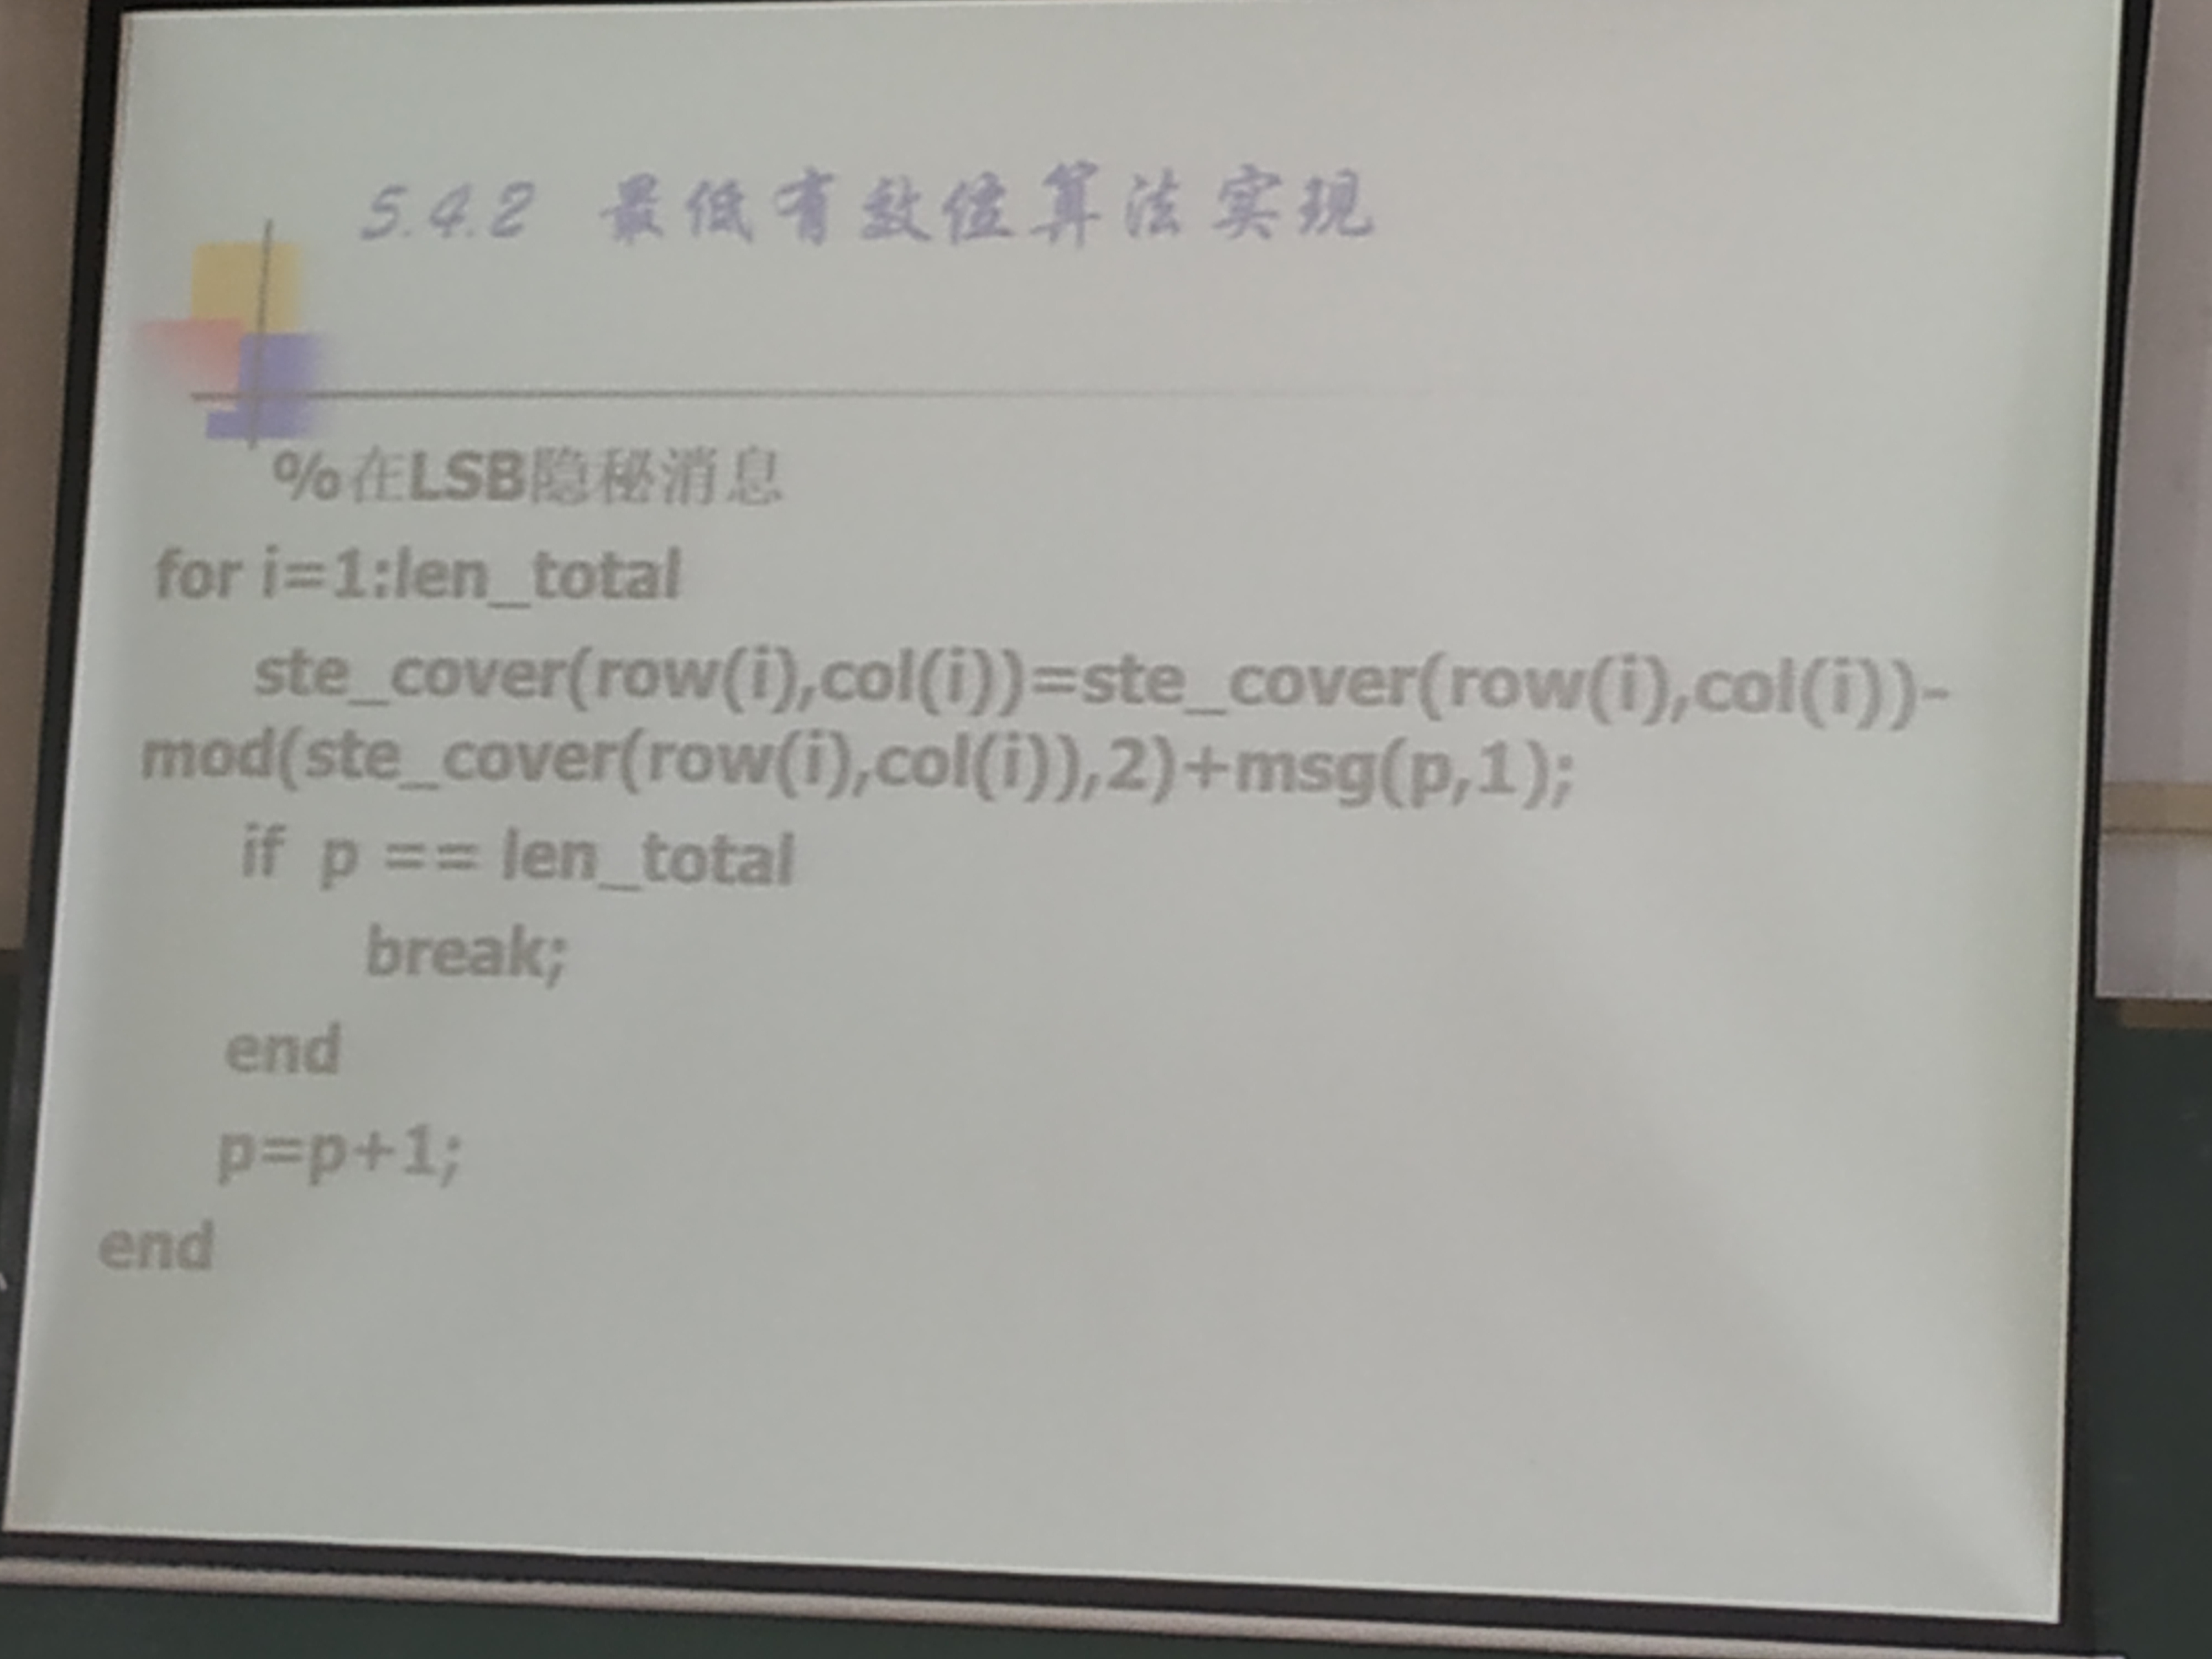 5.4.2 最低有效位算法实现
%在LSB隐秘消息
for i=1:len_total
ste_cover(row(i),col(i))=ste_cover(row(i),col(i))-
mod(ste_cover(row(i),col(i)),2)+msg(p,1);
if p == len_total
break;
end
p=p+1;
end